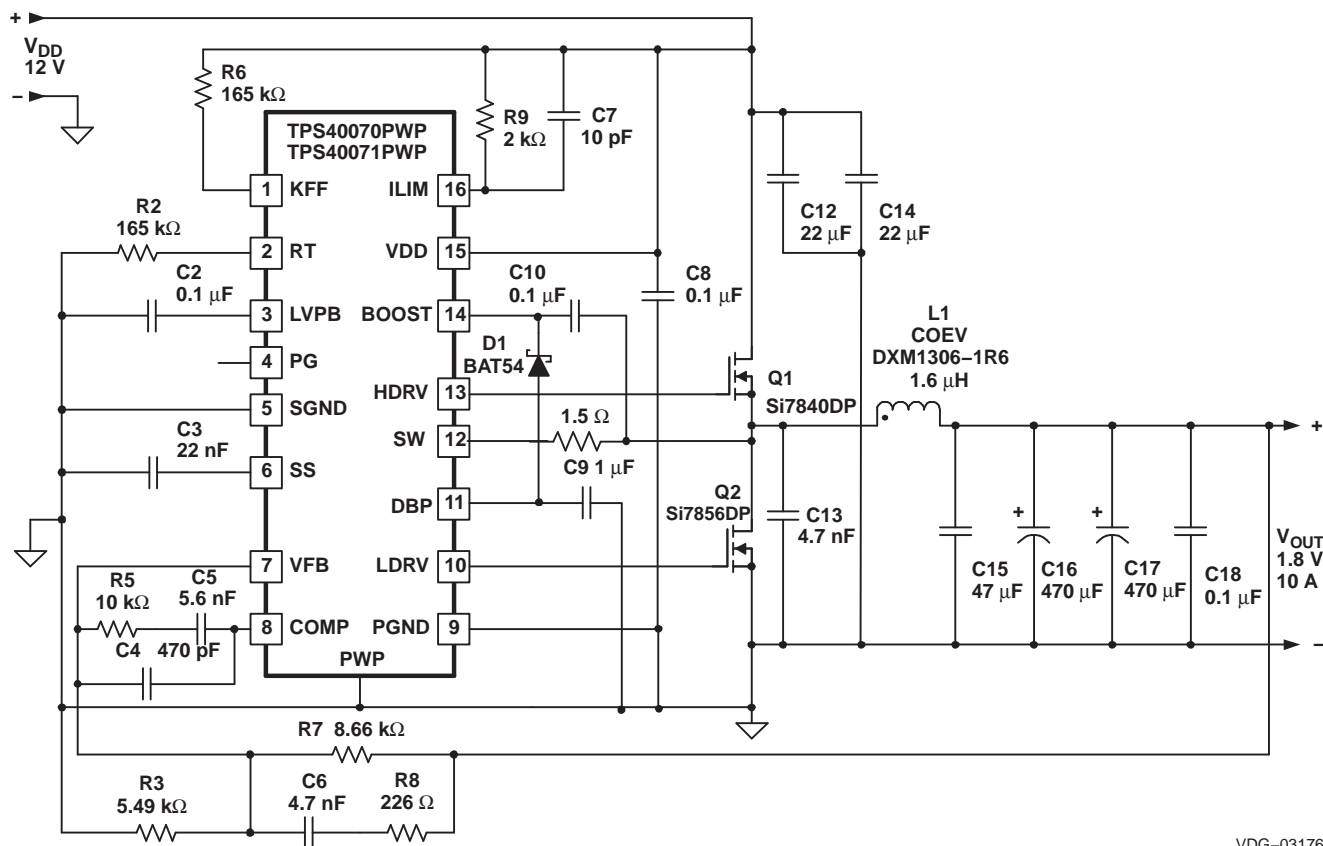 +
V_DD
12 V
−
R6
165 kΩ
TPS40070PWP
TPS40071PWP
R9
2 kΩ
C7
10 pF
1 KFF
ILIM 16
R2
165 kΩ
2 RT
VDD 15
C12
22 μF
C14
22 μF
C2
0.1 μF
3 LVPB
BOOST 14
C10
0.1 μF
C8
0.1 μF
4 PG
D1
BAT54
L1
COEV
DXM1306−1R6
1.6 μH
HDRV 13
Q1
Si7840DP
5 SGND
1.5 Ω
SW 12
+
C3
22 nF
6 SS
C9 1 μF
DBP 11
Q2
Si7856DP
C13
4.7 nF
+
+
V_OUT
1.8 V
10 A
7 VFB
LDRV 10
C15
47 μF
C16
470 μF
C17
470 μF
C18
0.1 μF
R5
10 kΩ
C5
5.6 nF
8 COMP
PGND 9
C4
470 pF
−
PWP
R7 8.66 kΩ
R3
5.49 kΩ
C6
4.7 nF
R8
226 Ω
VDG−03176